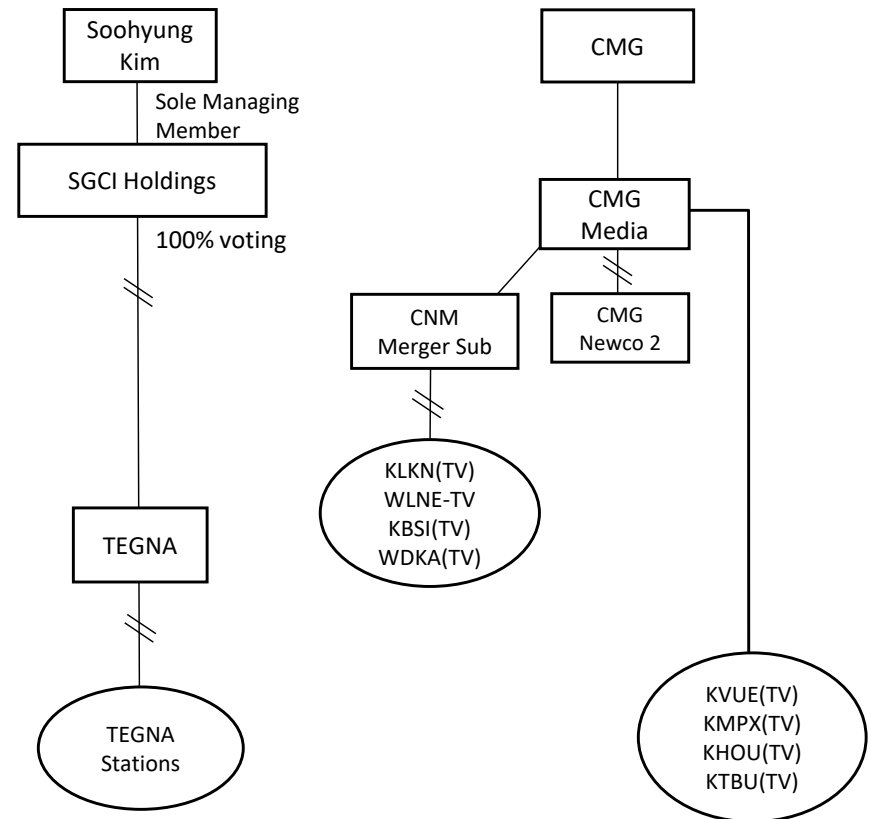 Soohyung
Kim
Sole Managing
Member
SGCI Holdings
100% voting
TEGNA
TEGNA
Stations
CMG
CMG
Media
CNM
Merger Sub
CMG
Newco 2
KLKN(TV)
WLNE-TV
KBSI(TV)
WDKA(TV)
KVUE(TV)
KMPX(TV)
KHOU(TV)
KTBU(TV)